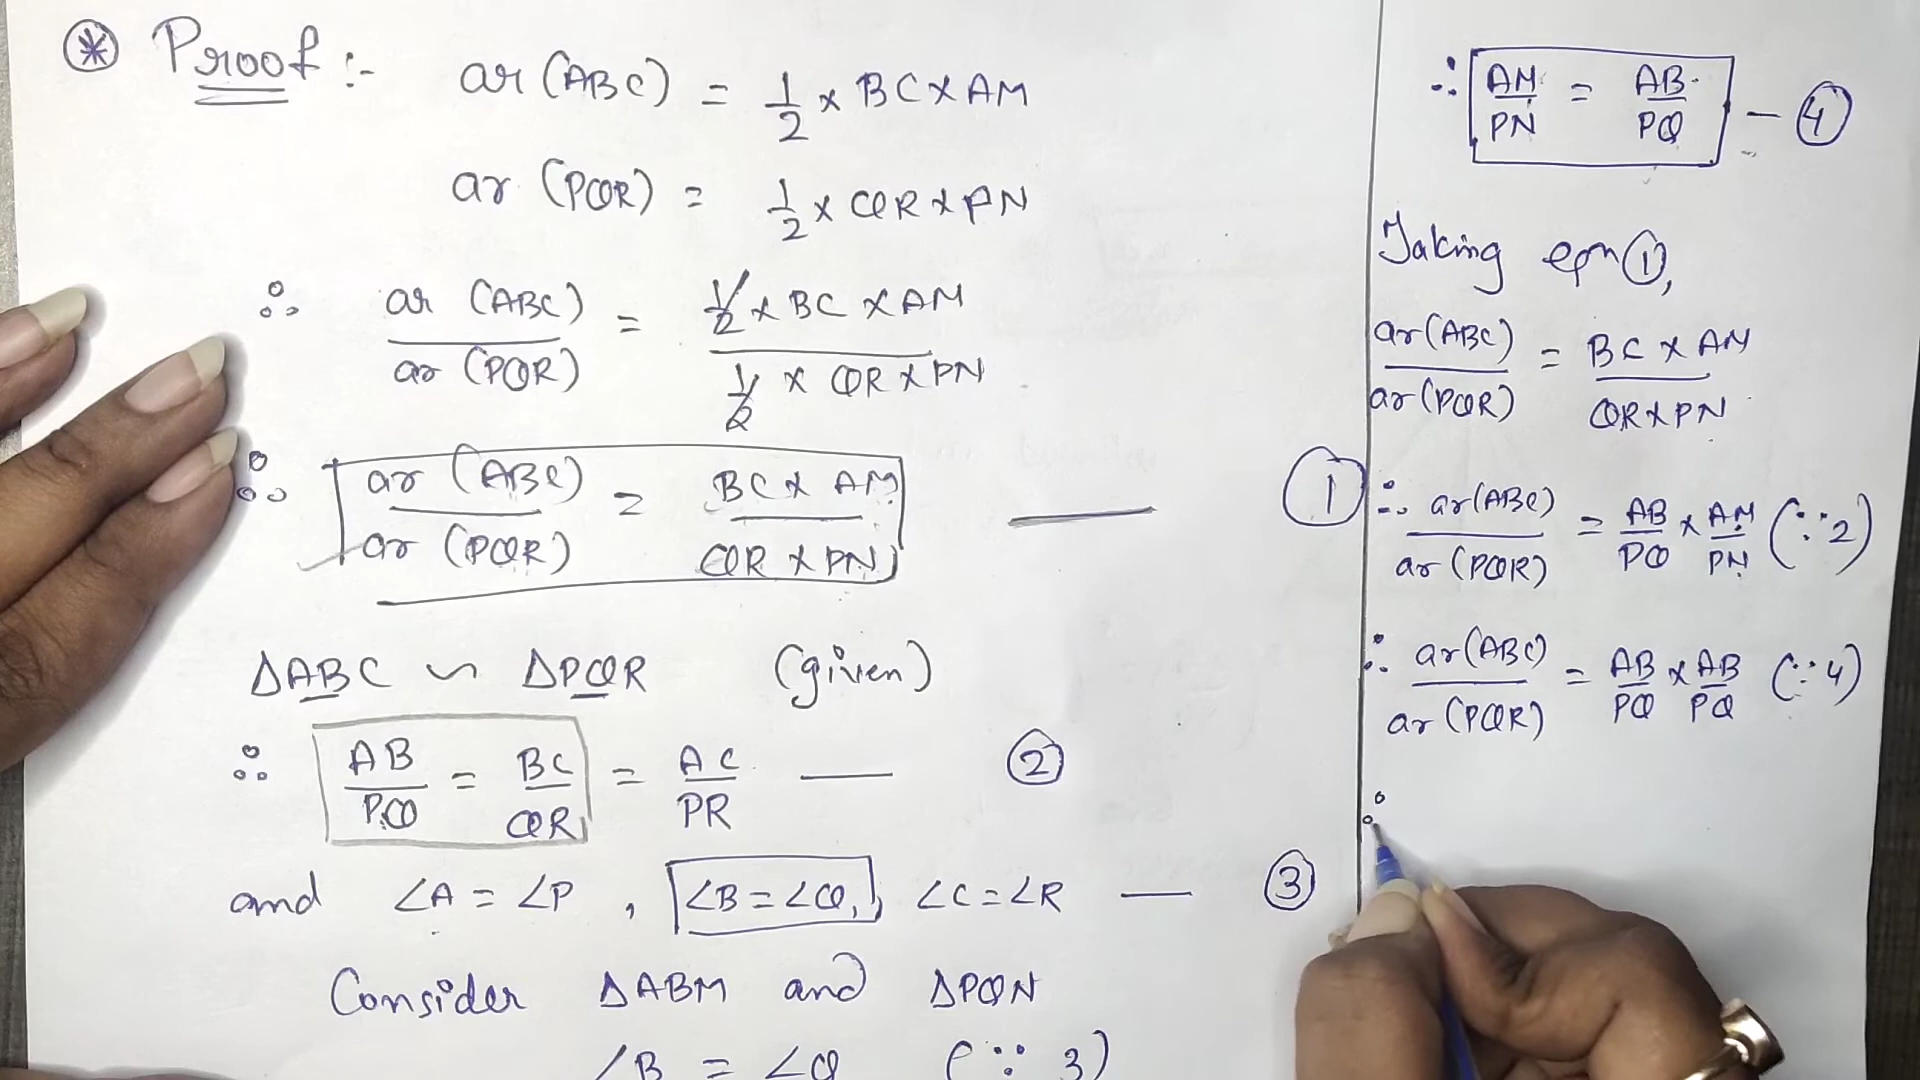 * Proof :-
ar (ABC) = 1/2 × BC × AM
ar (PQR) = 1/2 × QR × PN
∴ ar (ABC) / ar (PQR) = 1/2 × BC × AM / 1/2 × QR × PN
∴ ar (ABC) / ar (PQR) = BC × AM / QR × PN — ①
ΔABC ∽ ΔPQR (given)
∴ AB/PQ = BC/QR = AC/PR — ②
and ∠A = ∠P , ∠B = ∠Q, ∠C = ∠R — ③
Consider ΔABM and ΔPQN
∠B = ∠Q (∵ 3)
∴ AM/PN = AB/PQ — ④
Taking eqn ①,
ar (ABC) / ar (PQR) = BC × AM / QR × PN
∴ ar (ABC) / ar (PQR) = AB/PQ × AM/PN (∵ 2)
∴ ar (ABC) / ar (PQR) = AB/PQ × AB/PQ (∵ 4)